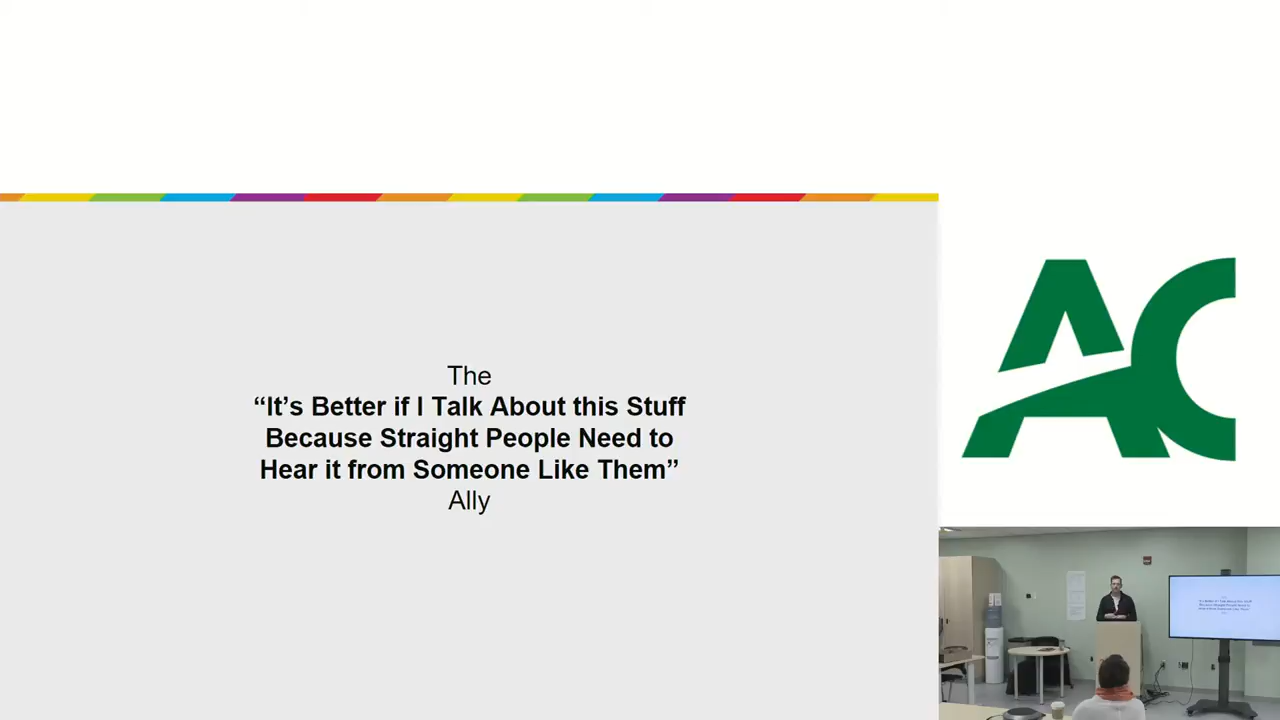 The
“It’s Better if I Talk About this Stuff
Because Straight People Need to
Hear it from Someone Like Them”
Ally
AC